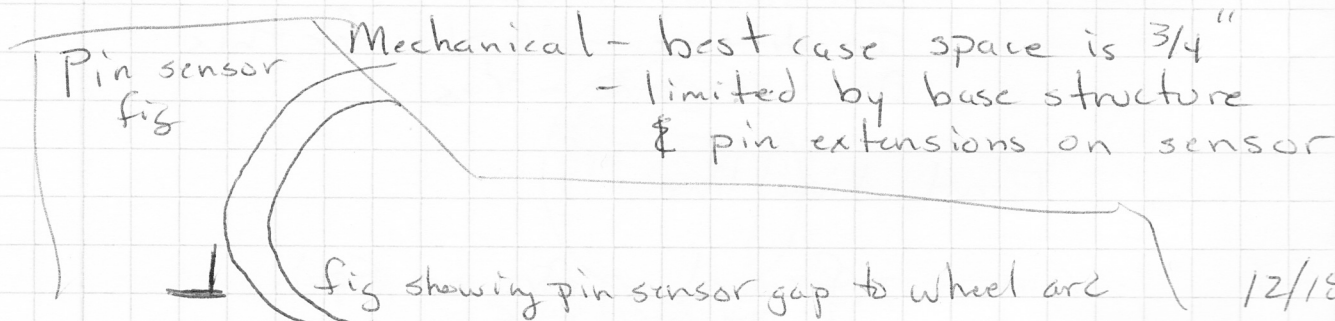 Mechanical - best case space is 3/4"
Pin sensor
fig
- limited by base structure
& pin extensions on sensor
fig showing pin sensor gap to wheel arc
12/18